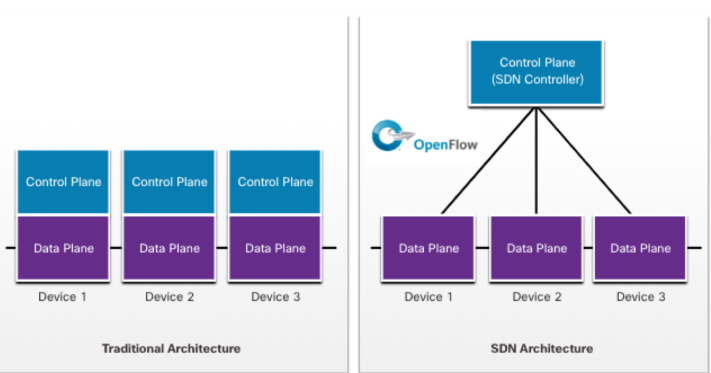 Control Plane
Control Plane
Control Plane
Data Plane
Data Plane
Data Plane
Device 1
Device 2
Device 3
Traditional Architecture
Control Plane
(SDN Controller)
OpenFlow
Data Plane
Data Plane
Data Plane
Device 1
Device 2
Device 3
SDN Architecture